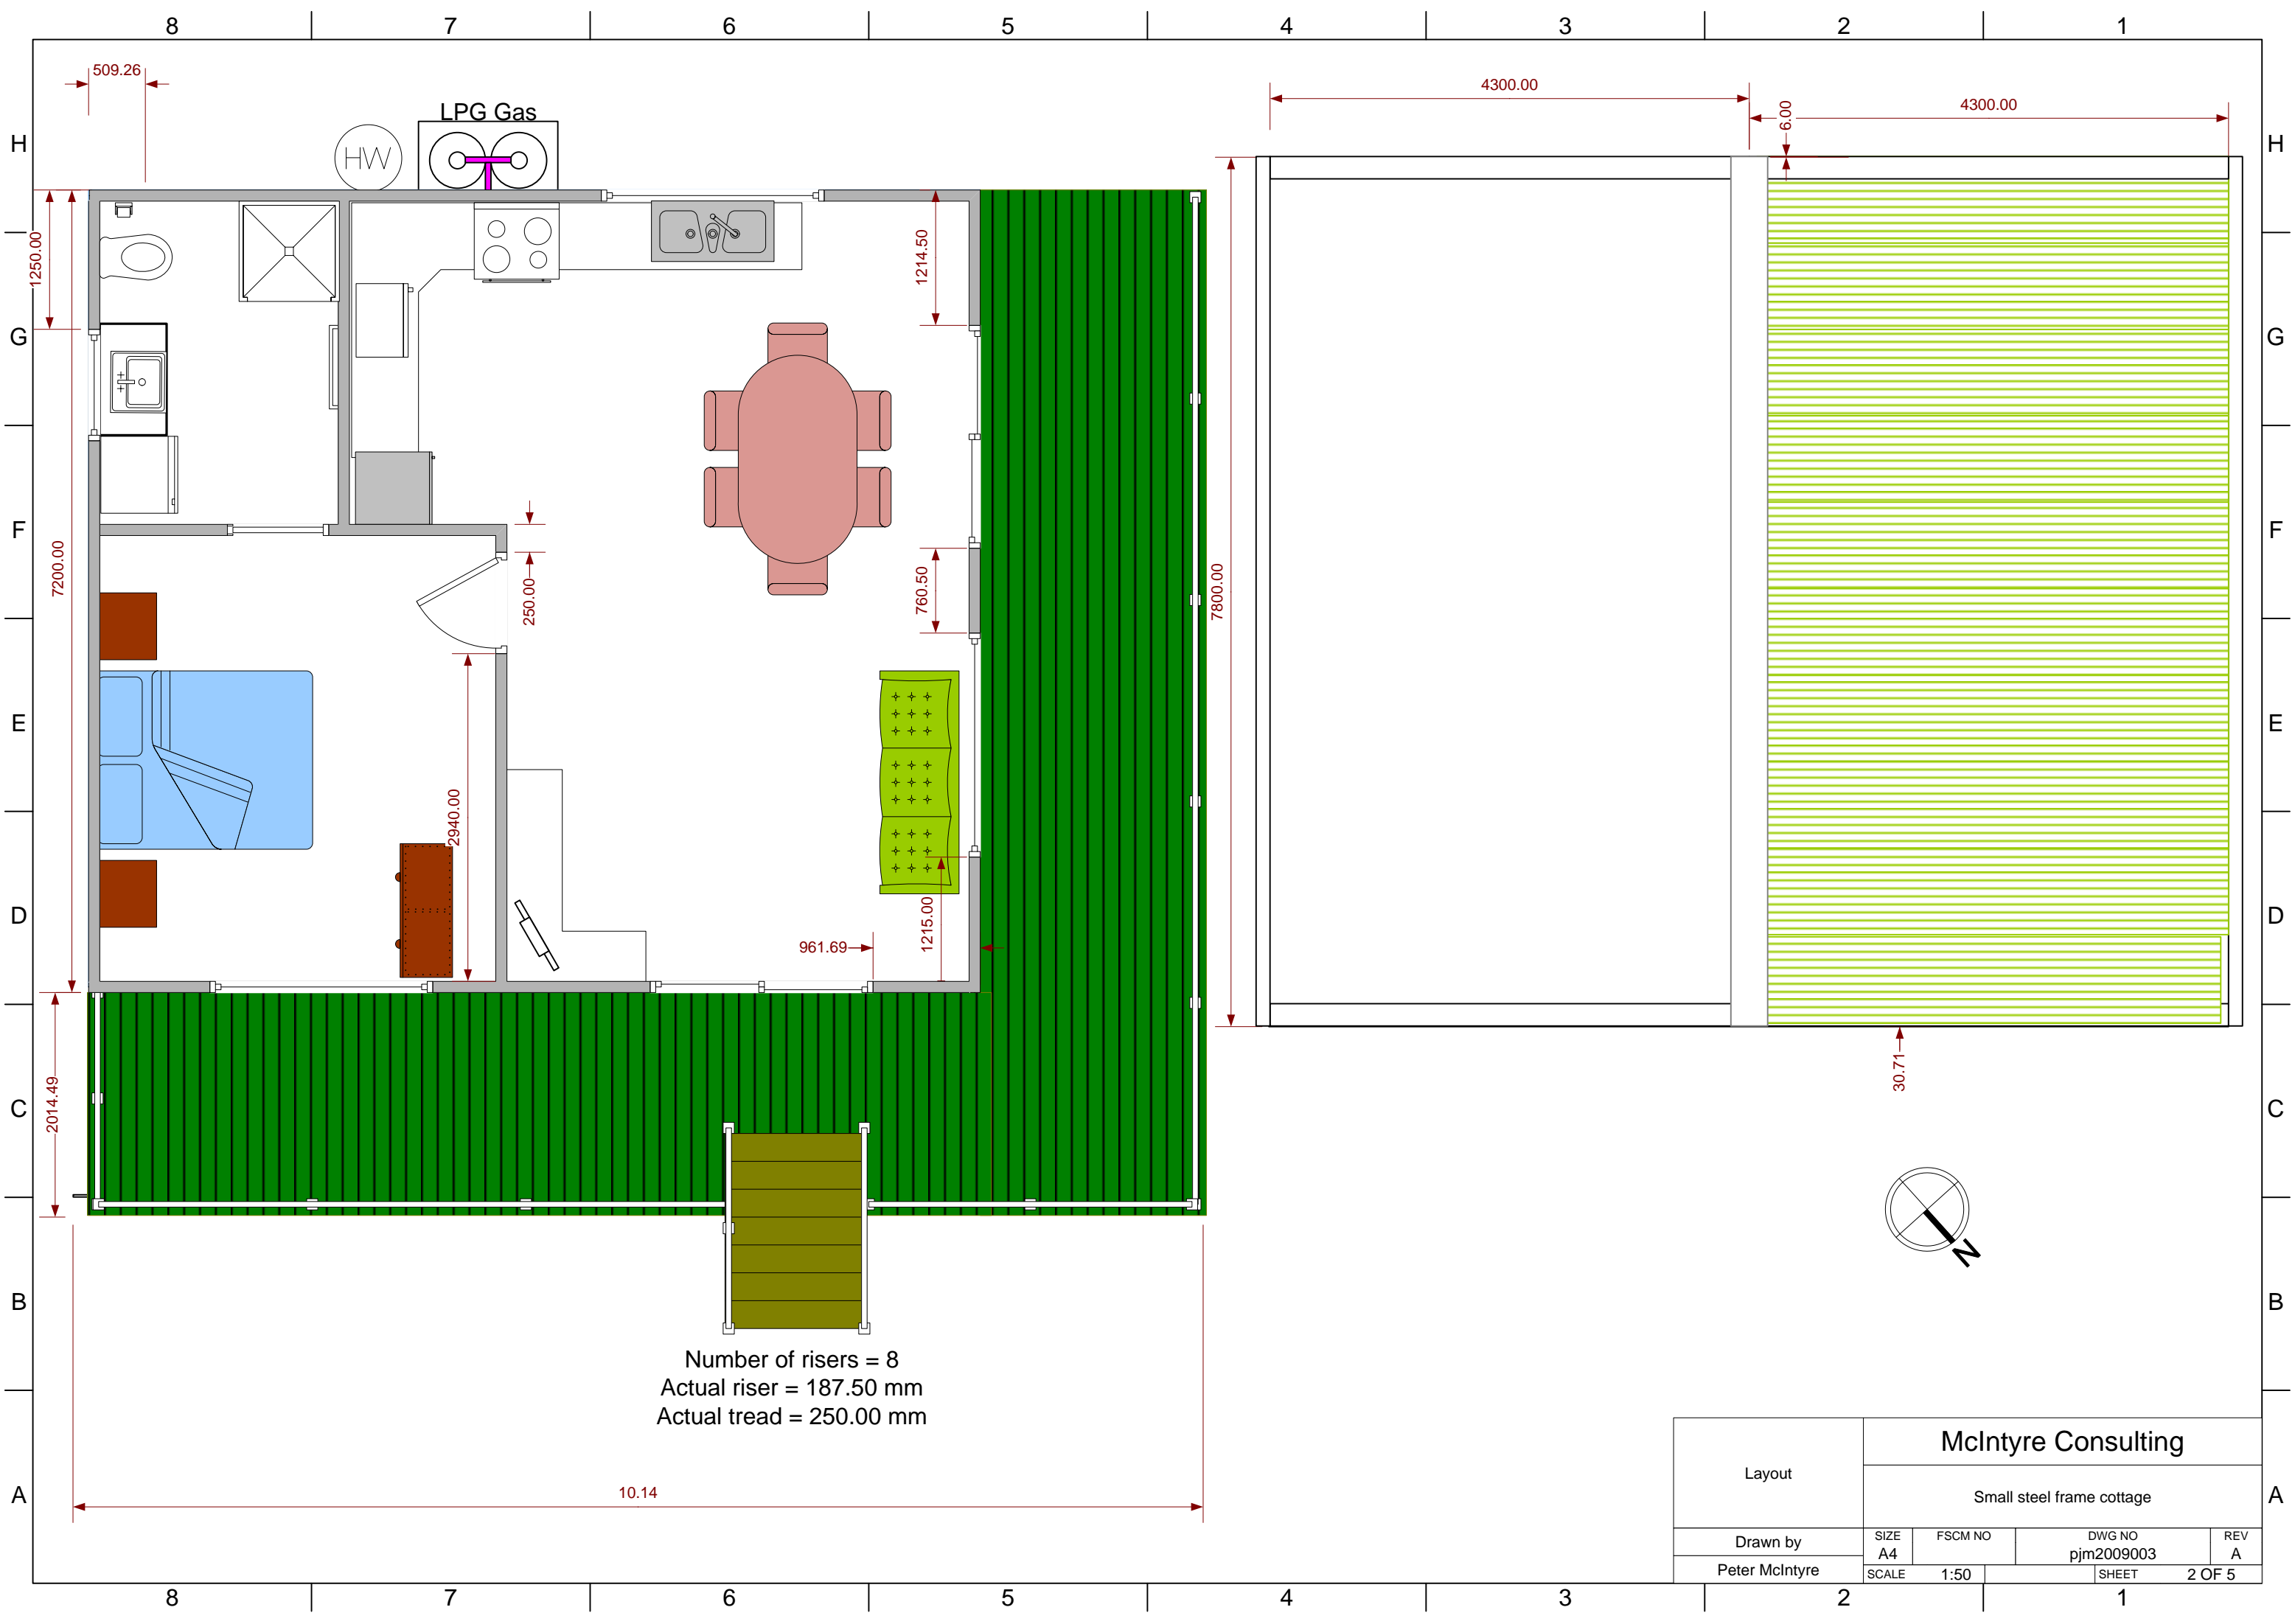 8 7 6 5 4 3 2 1
509.26
4300.00
4300.00
6.00
LPG Gas
HW
H H
1250.00
1214.50
G G
F F
7200.00
250.00
760.50
7800.00
E E
2940.00
D D
961.69
1215.00
30.71
C C
2014.49
N
B B
Number of risers = 8
Actual riser = 187.50 mm
Actual tread = 250.00 mm
A A
10.14
Layout
McIntyre Consulting
Small steel frame cottage
Drawn by
Peter McIntyre
SIZE FSCM NO DWG NO REV
A4 pjm2009003 A
SCALE 1:50 SHEET 2 OF 5
8 7 6 5 4 3 2 1